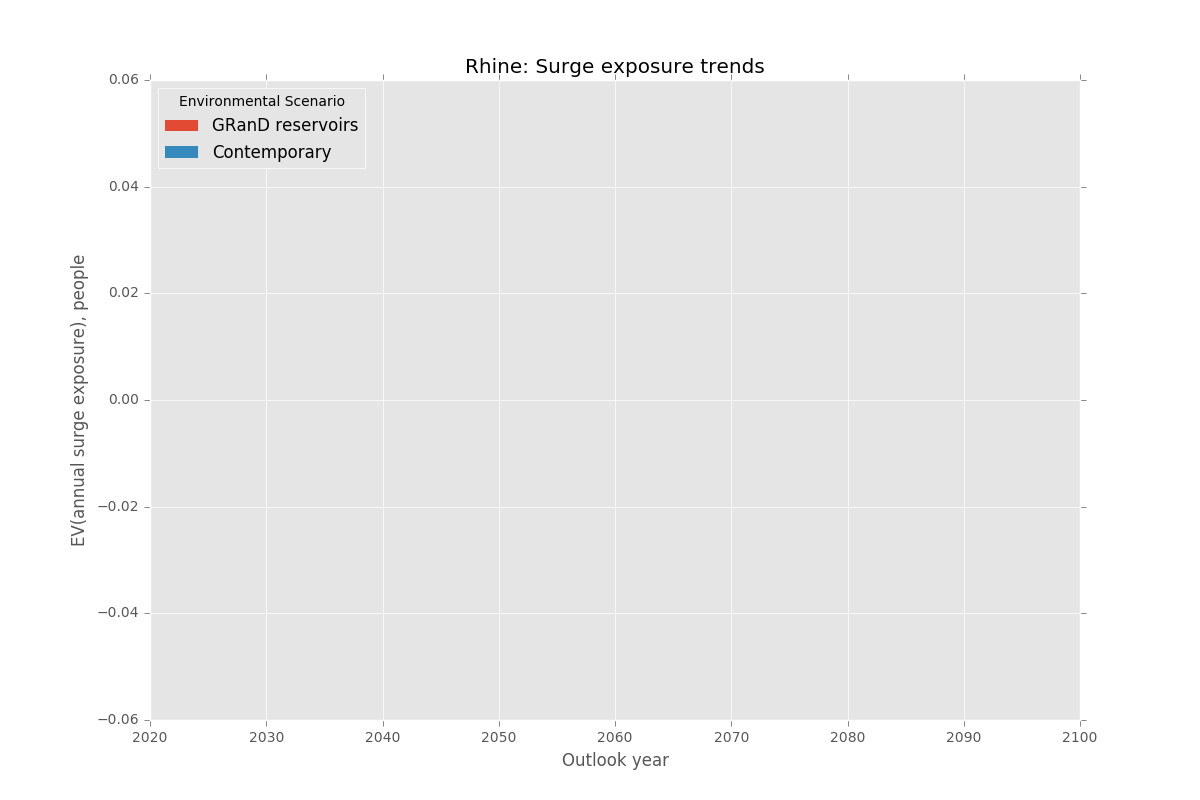 Rhine: Surge exposure trends
Environmental Scenario
GRanD reservoirs
Contemporary
EV(annual surge exposure), people
0.06
0.04
0.02
0.00
−0.02
−0.04
−0.06
2020 2030 2040 2050 2060 2070 2080 2090 2100
Outlook year